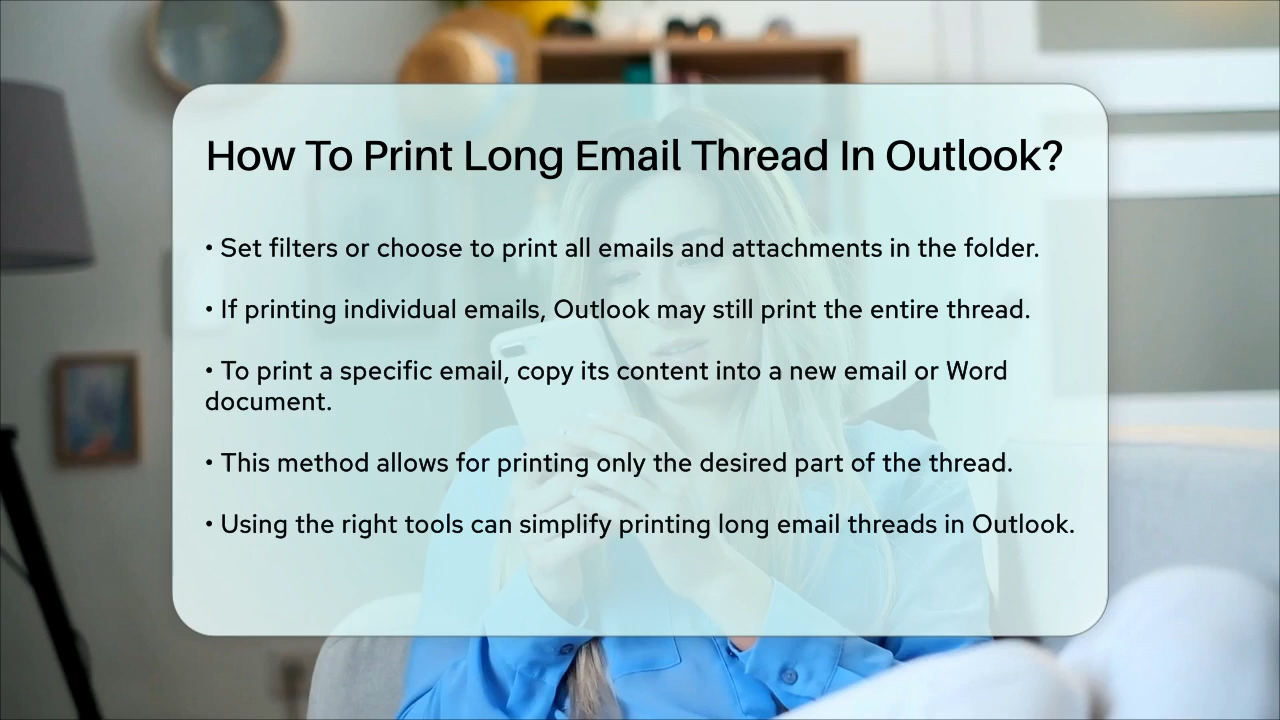 How To Print Long Email Thread In Outlook?
• Set filters or choose to print all emails and attachments in the folder.
• If printing individual emails, Outlook may still print the entire thread.
• To print a specific email, copy its content into a new email or Word
document.
• This method allows for printing only the desired part of the thread.
• Using the right tools can simplify printing long email threads in Outlook.